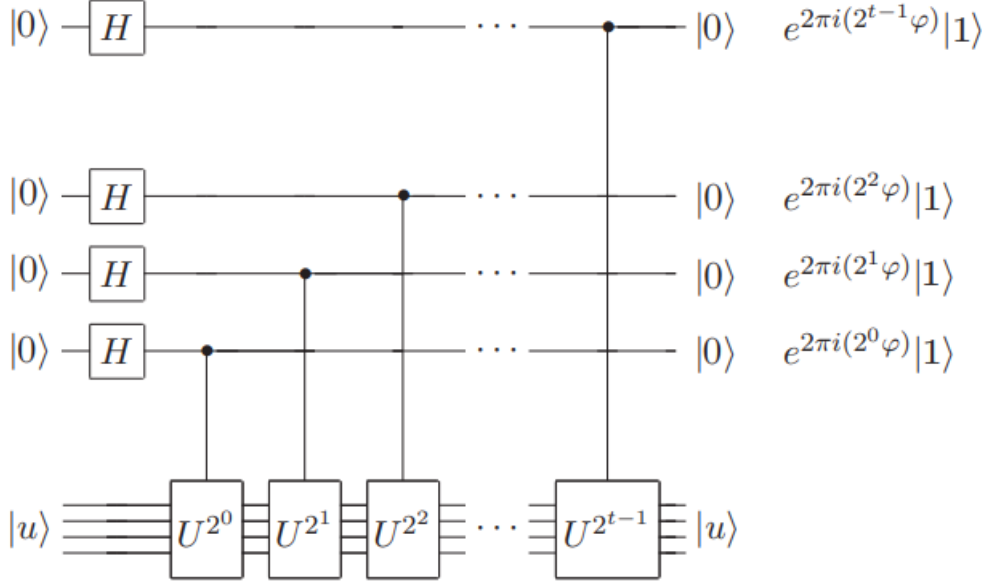 |0⟩ H ··· |0⟩ e^{2πi(2^{t−1}φ)}|1⟩
|0⟩ H ··· |0⟩ e^{2πi(2^2φ)}|1⟩
|0⟩ H ··· |0⟩ e^{2πi(2^1φ)}|1⟩
|0⟩ H ··· |0⟩ e^{2πi(2^0φ)}|1⟩
|u⟩ U^{2^0} U^{2^1} U^{2^2} ··· U^{2^{t−1}} |u⟩